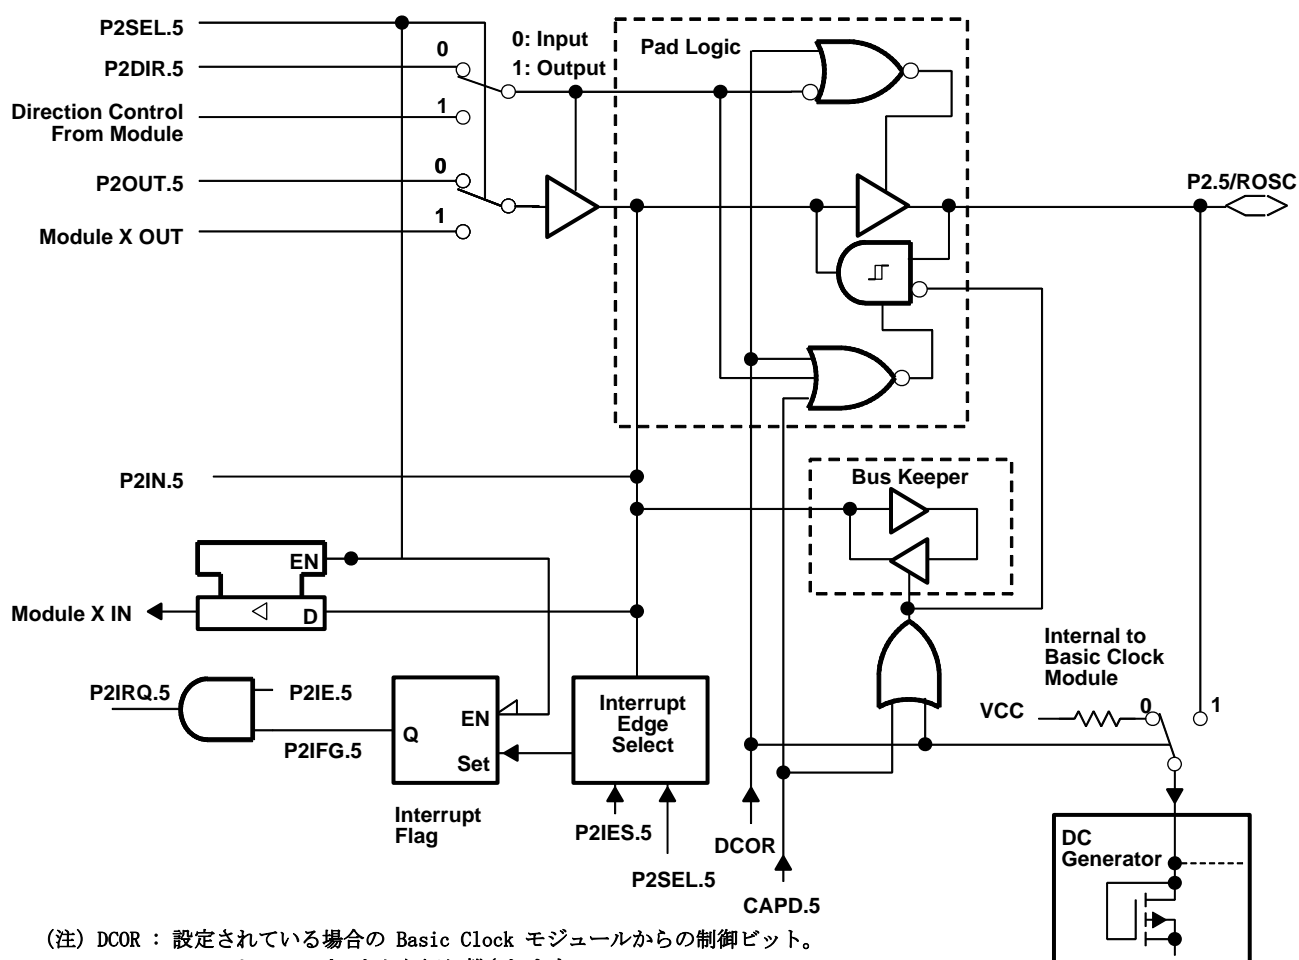 P2SEL.5
0
P2DIR.5
0: Input
1: Output
Pad Logic
Direction Control
From Module
1
0
P2OUT.5
1
Module X OUT
P2.5/ROSC
P2IN.5
Bus Keeper
EN
Module X IN
D
Internal to
Basic Clock
Module
P2IRQ.5
P2IE.5
P2IFG.5
Q
EN
Set
Interrupt
Edge
Select
VCC
0
1
Interrupt
Flag
P2IES.5
P2SEL.5
DCOR
CAPD.5
DC
Generator
(注) DCOR : 設定されている場合の Basic Clock モジュールからの制御ビット。